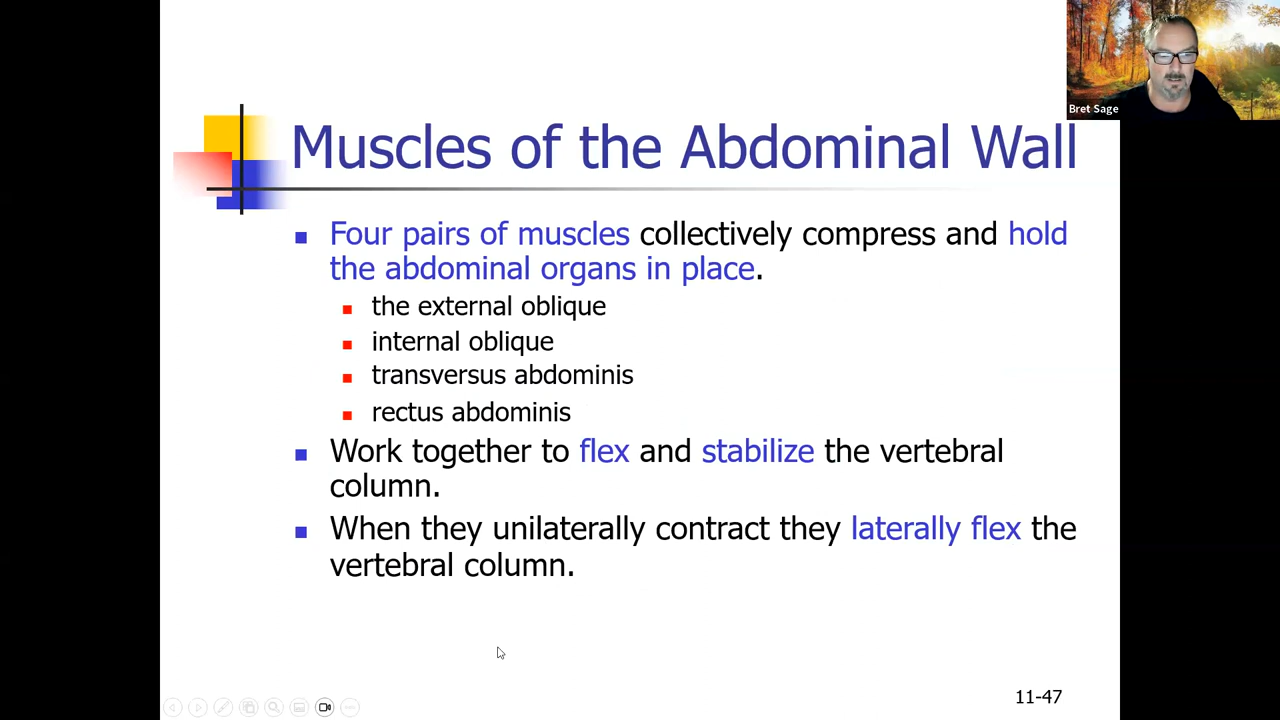 Bret Sage
Muscles of the Abdominal Wall
Four pairs of muscles collectively compress and hold
the abdominal organs in place.
the external oblique
internal oblique
transversus abdominis
rectus abdominis
Work together to flex and stabilize the vertebral
column.
When they unilaterally contract they laterally flex the
vertebral column.
11-47